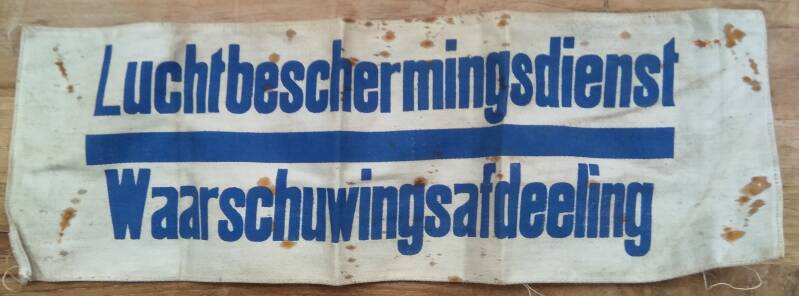 Luchtbeschermingsdienst
Waarschuwingsafdeeling